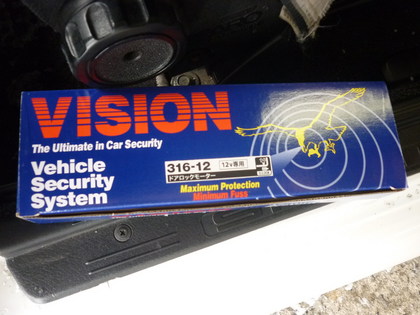 VISION
The Ultimate in Car Security
Vehicle
Security
System
316-12
12v専用
ドアロックモーター
Maximum Protection
Minimum Fuss